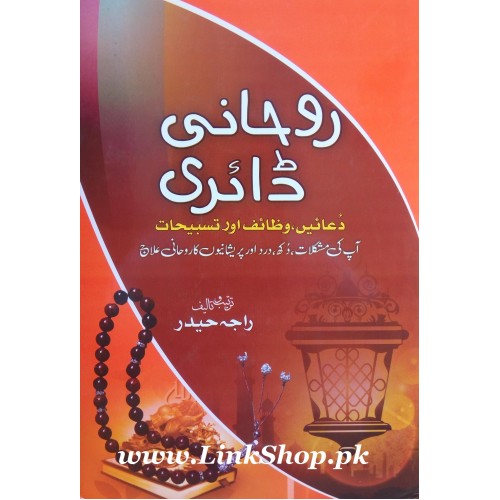 روحانی
ڈائری
دُعائیں، وظائف اور تسبیحات
آپ کی مشکلات، دُکھ، درد اور پریشانیوں کا روحانی علاج
ترتیب و تالیف
راجہ حیدر
www.LinkShop.pk